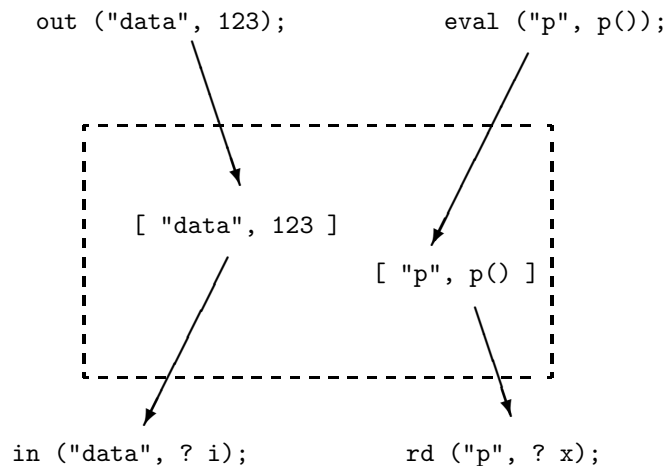 out ("data", 123);
eval ("p", p());
[ "data", 123 ]
[ "p", p() ]
in ("data", ? i);
rd ("p", ? x);